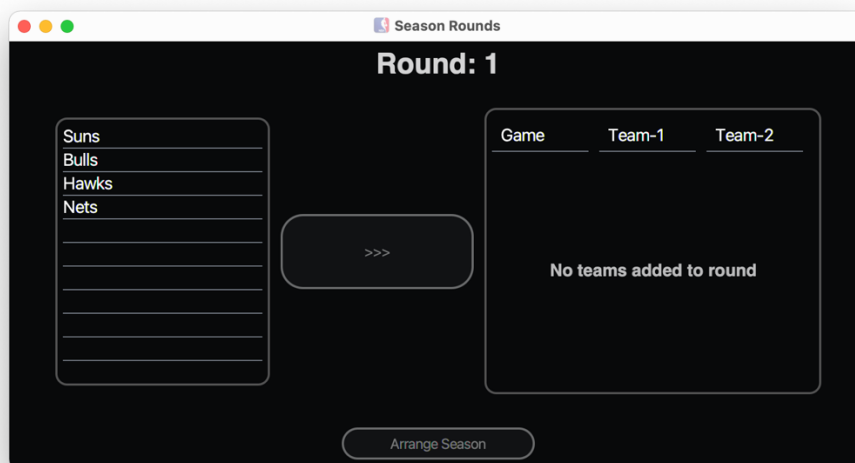 Season Rounds
Round: 1
Suns
Bulls
Hawks
Nets
>>>
Game Team-1 Team-2
No teams added to round
Arrange Season